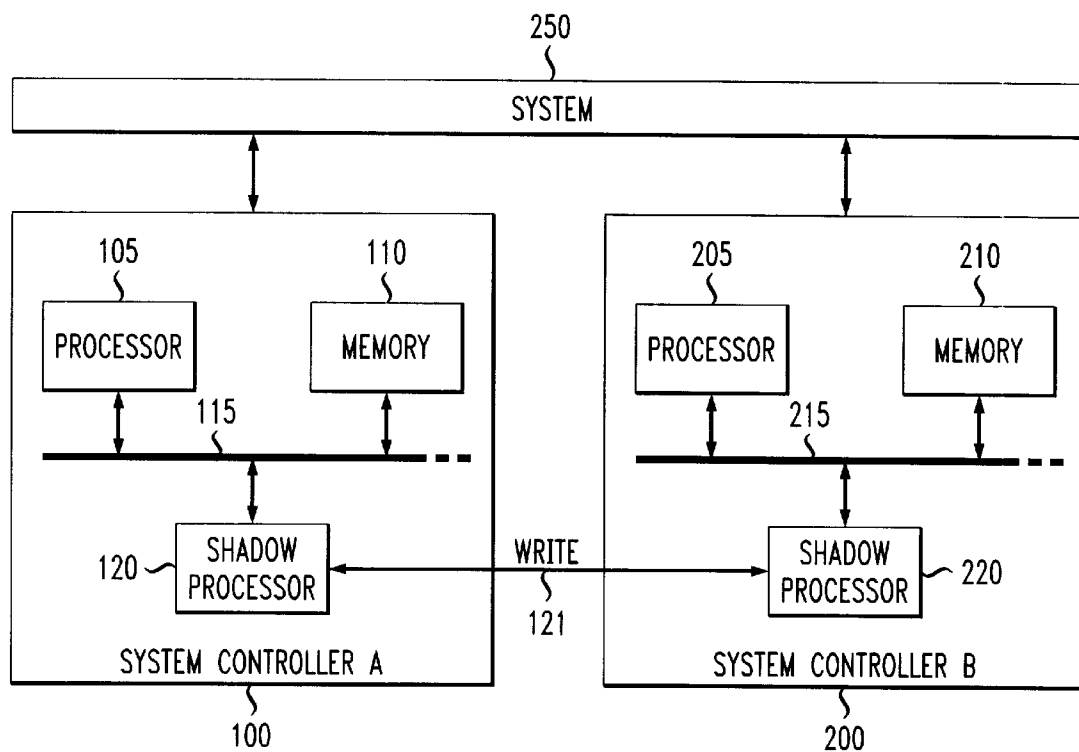 250
SYSTEM
105
110
205
210
PROCESSOR
MEMORY
PROCESSOR
MEMORY
115
215
120
SHADOW
PROCESSOR
WRITE
121
SHADOW
PROCESSOR
220
SYSTEM CONTROLLER A
SYSTEM CONTROLLER B
100
200